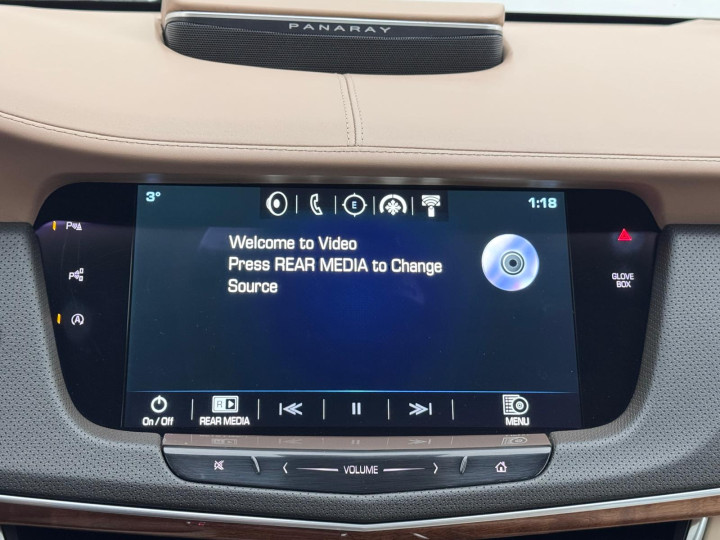 PANARAY
3°
E
1:18
P
Welcome to Video
Press REAR MEDIA to Change
Source
P
GLOVE
BOX
A
On / Off
R
REAR MEDIA
MENU
VOLUME